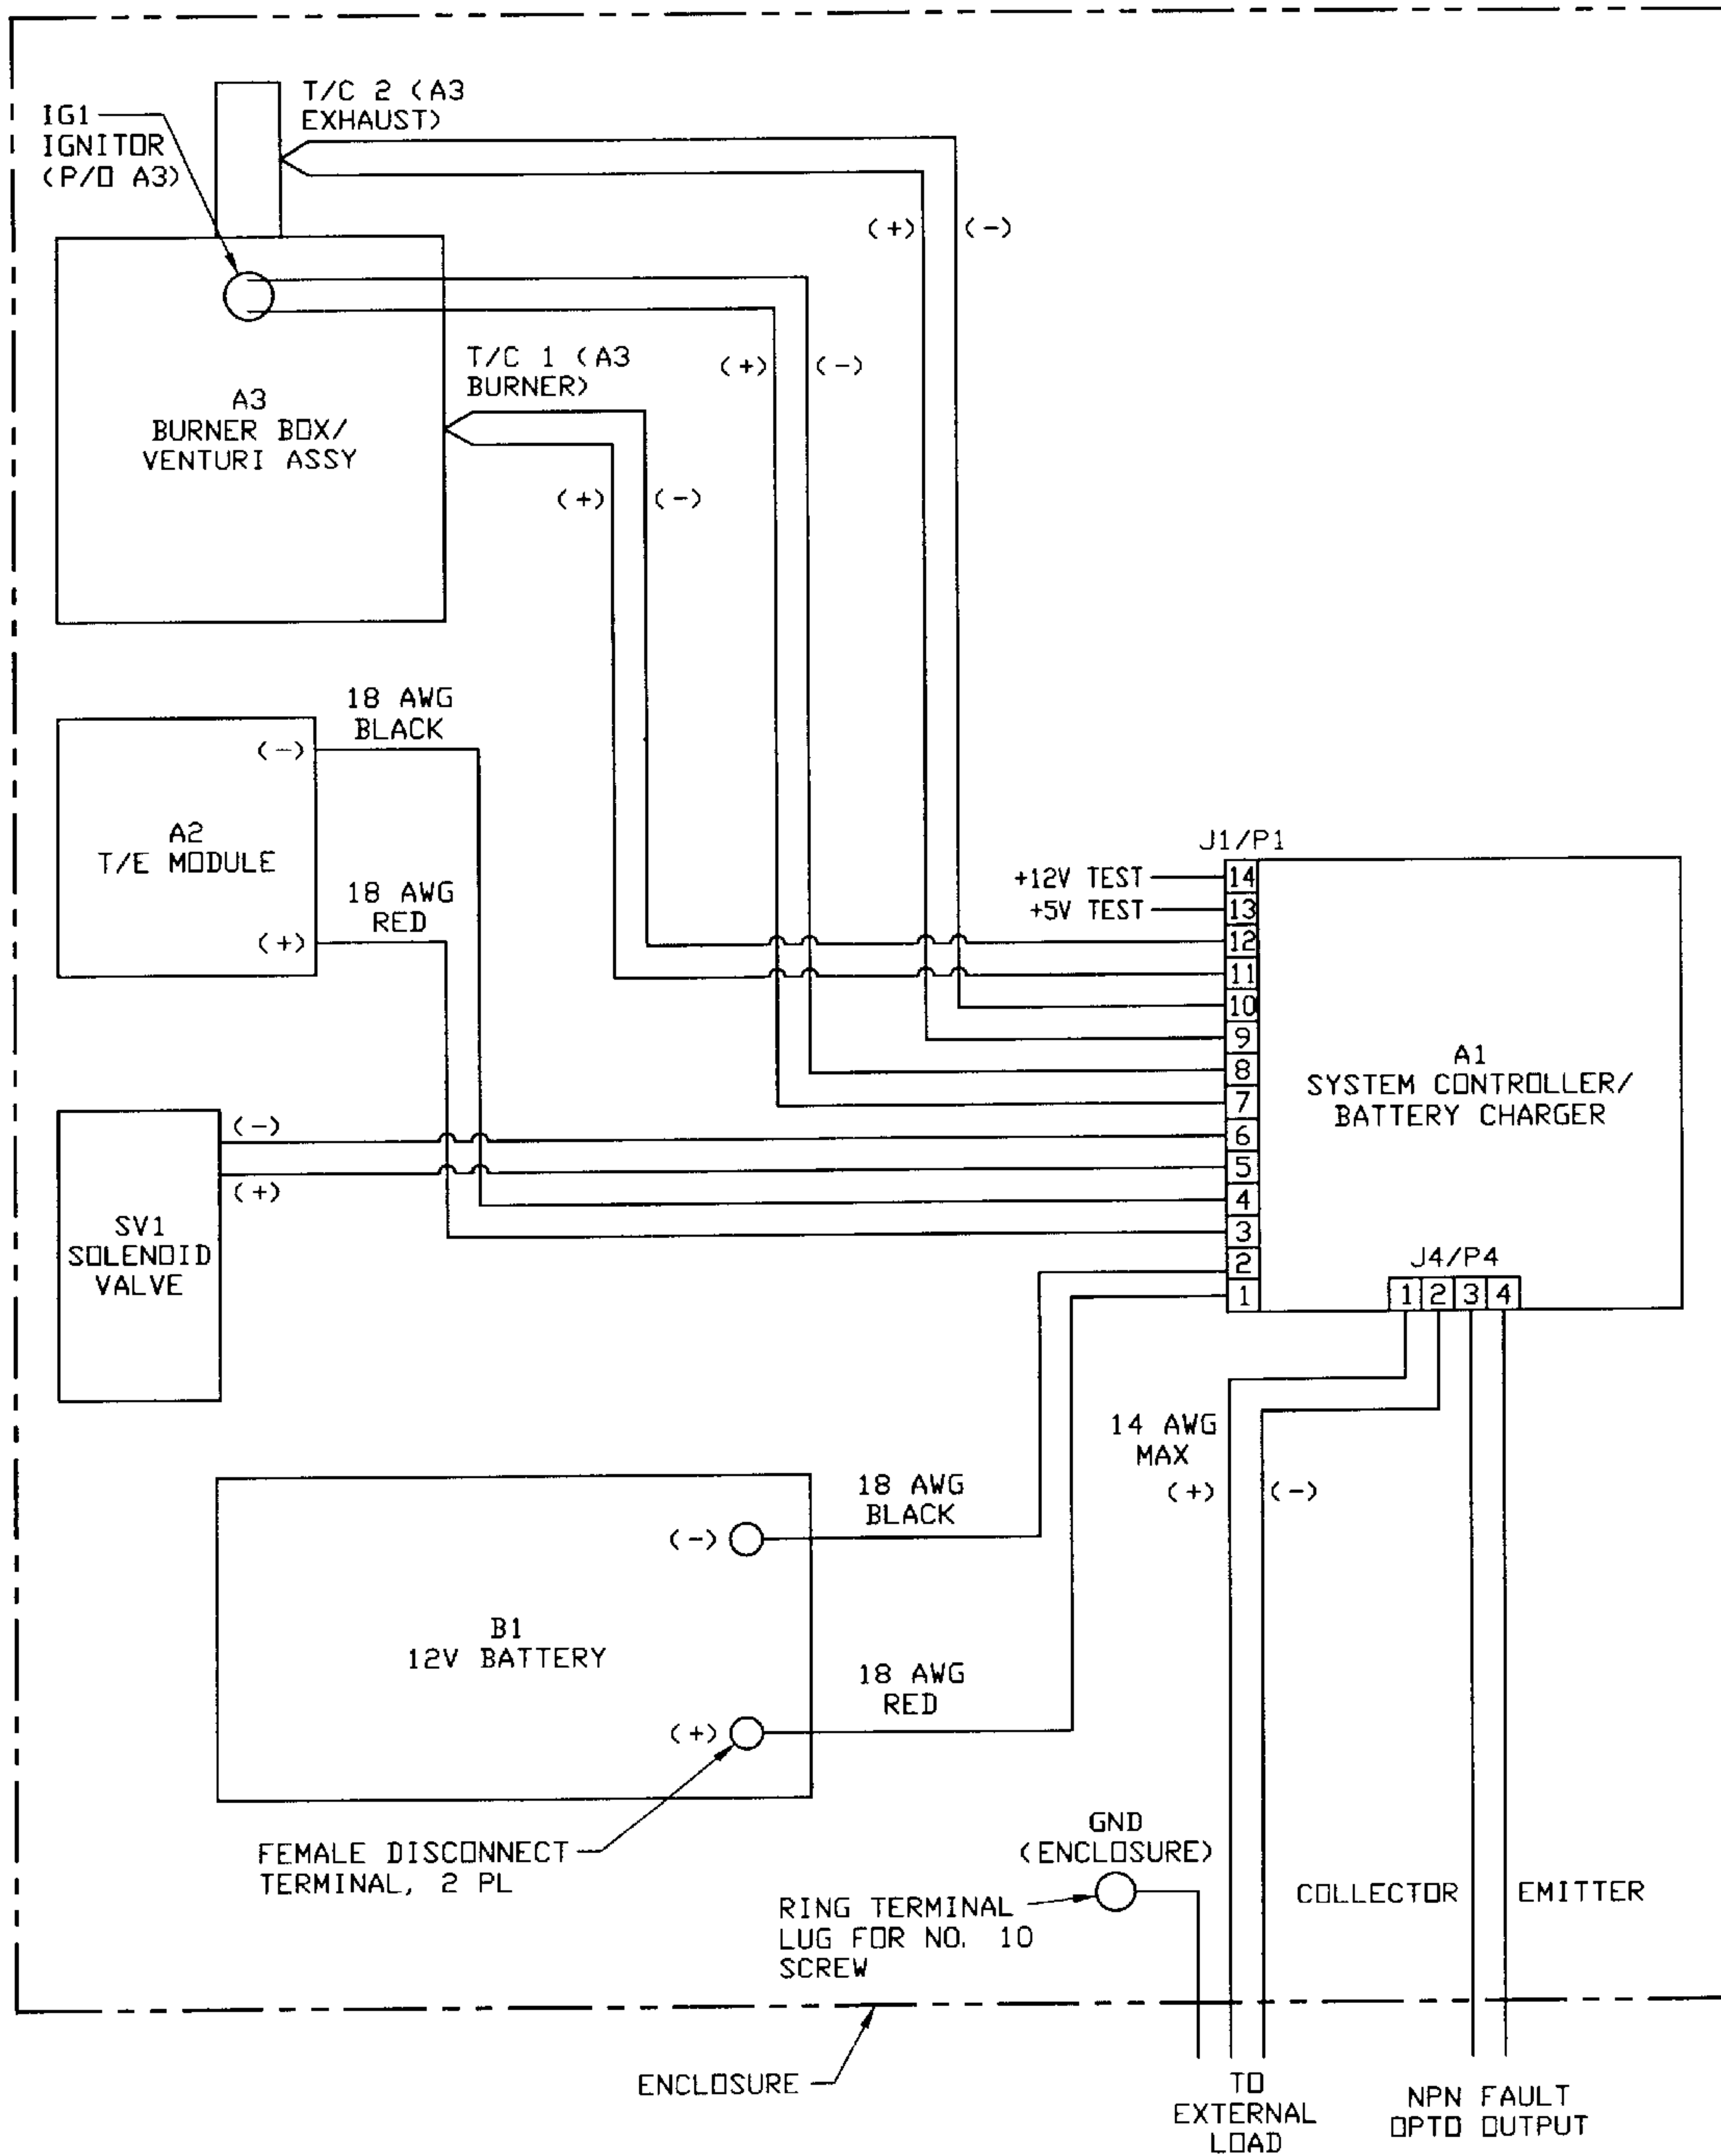 T/C 2 (A3
EXHAUST)
IG1
IGNITOR
(P/O A3)
(+)
(-)
T/C 1 (A3
BURNER)
(+)
(-)
A3
BURNER BOX/
VENTURI ASSY
(+)
(-)
18 AWG
BLACK
(-)
A2
T/E MODULE
18 AWG
RED
(+)
J1/P1
+12V TEST
14
+5V TEST
13
12
11
10
9
8
7
6
5
4
3
2
1
A1
SYSTEM CONTROLLER/
BATTERY CHARGER
(-)
(+)
SV1
SOLENOID
VALVE
J4/P4
1 2 3 4
14 AWG
MAX
(+)
(-)
18 AWG
BLACK
(-)
B1
12V BATTERY
18 AWG
RED
(+)
FEMALE DISCONNECT
TERMINAL, 2 PL
GND
(ENCLOSURE)
RING TERMINAL
LUG FOR NO. 10
SCREW
COLLECTOR
EMITTER
ENCLOSURE
TO
EXTERNAL
LOAD
NPN FAULT
OPTO OUTPUT